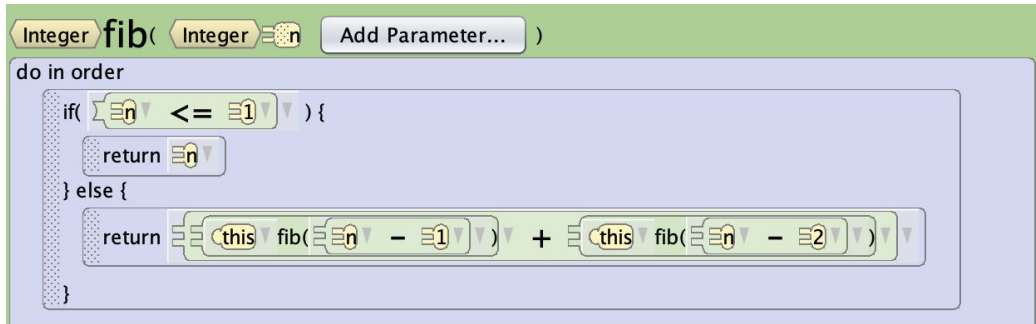 Integer fib( Integer n Add Parameter... )
do in order
if( n <= 1 ) {
return n
} else {
return this fib( n - 1 ) + this fib( n - 2 )
}